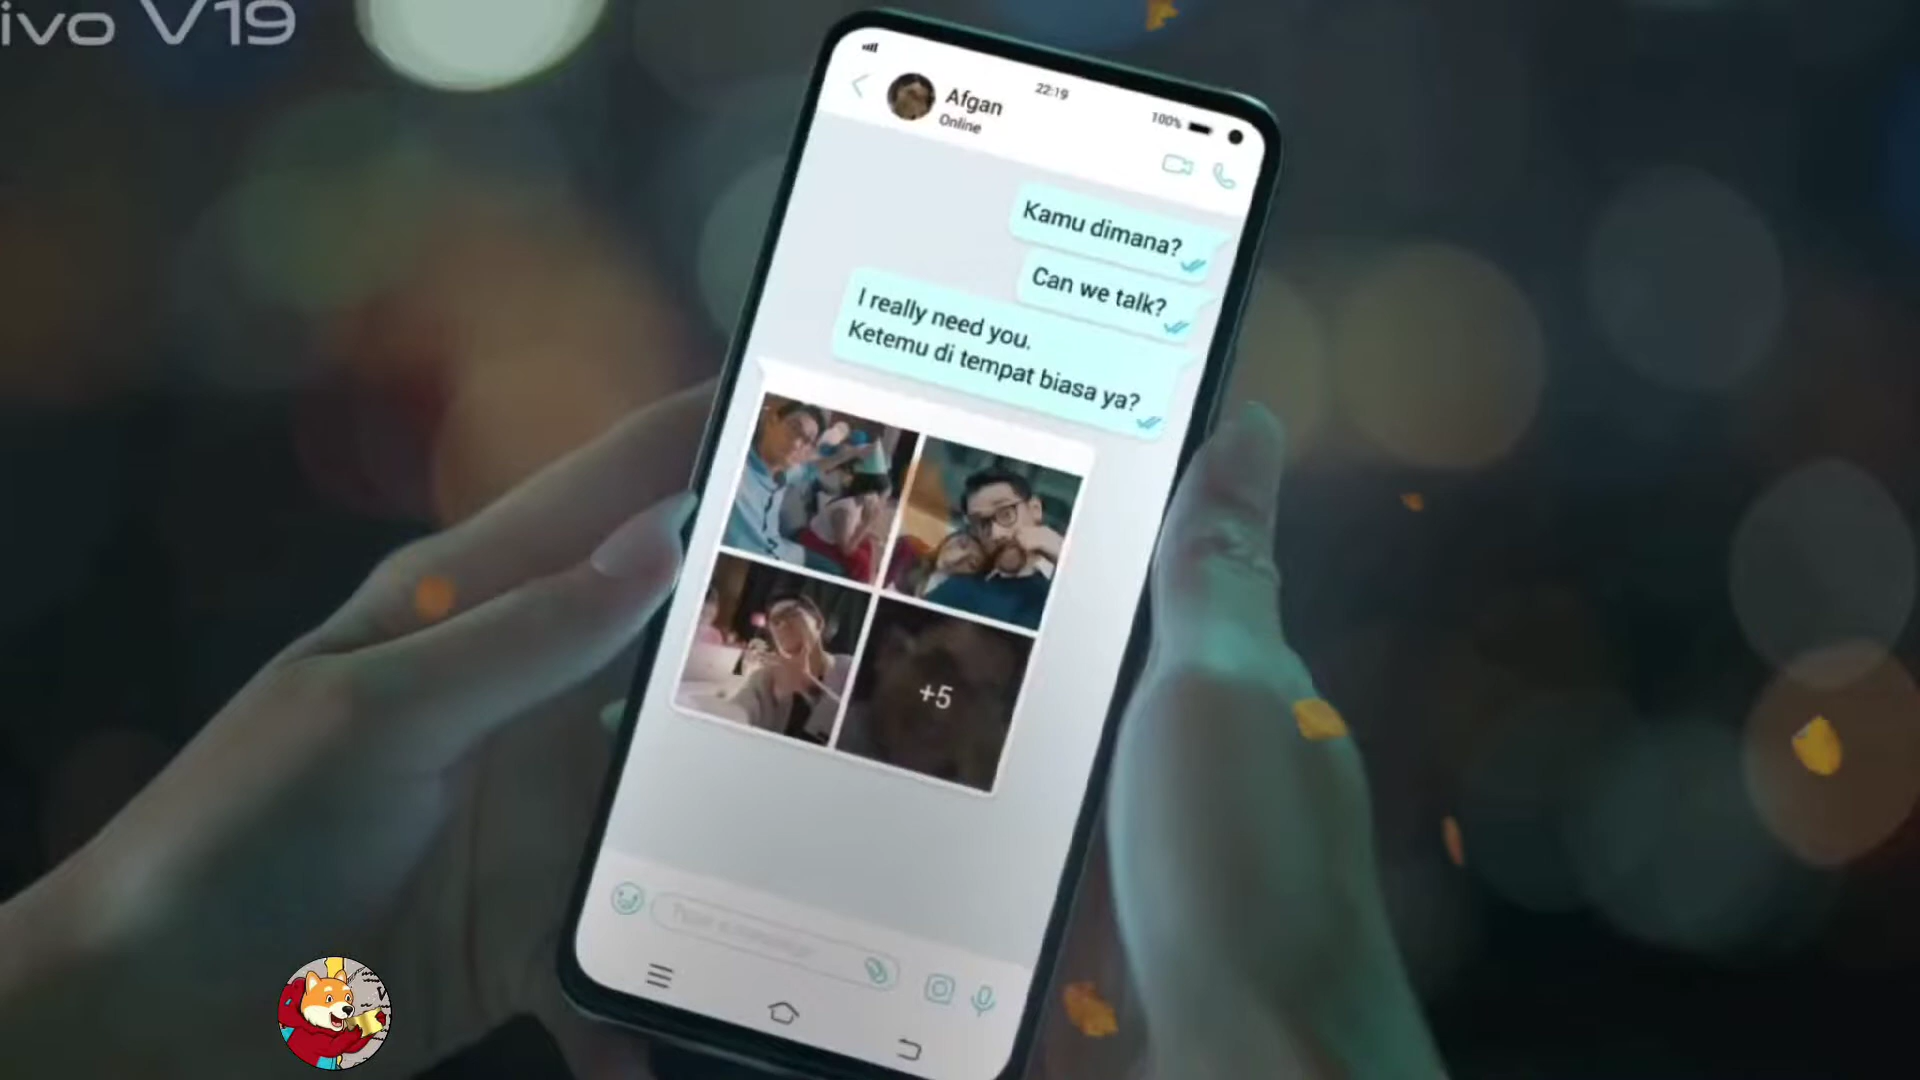 ivo V19
22:19
100%
Afgan
Online
Kamu dimana?
Can we talk?
I really need you.
Ketemu di tempat biasa ya?
+5